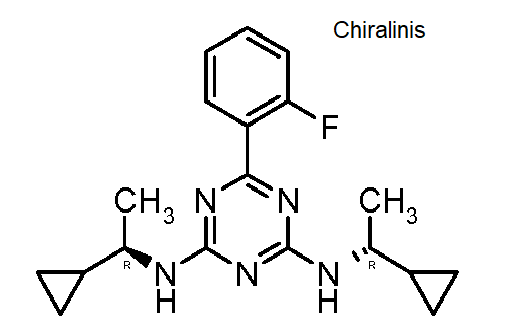 Chiralinis
F
N N
CH3 CH3
R N N N R
H H